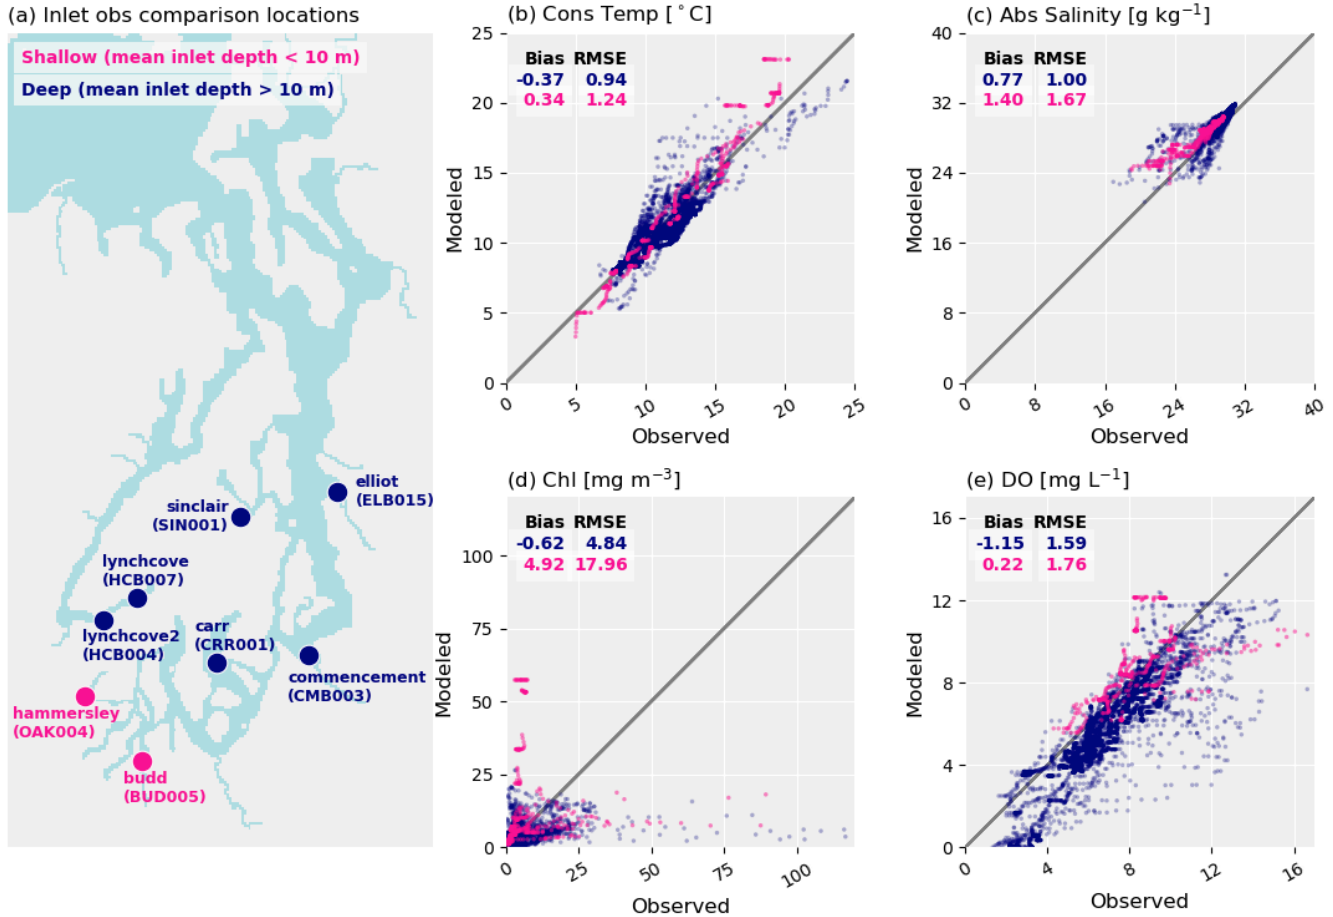 (a) Inlet obs comparison locations
Shallow (mean inlet depth < 10 m)
Deep (mean inlet depth > 10 m)
elliot
(ELB015)
sinclair
(SIN001)
lynchcove
(HCB007)
lynchcove2
(HCB004)
carr
(CRR001)
commencement
(CMB003)
hammersley
(OAK004)
budd
(BUD005)
(b) Cons Temp [°C]
Bias RMSE
-0.37 0.94
0.34 1.24
25
20
15
10
5
0
Modeled
0 5 10 15 20 25
Observed
(c) Abs Salinity [g kg⁻¹]
Bias RMSE
0.77 1.00
1.40 1.67
40
32
24
16
8
0
Modeled
0 8 16 24 32 40
Observed
(d) Chl [mg m⁻³]
Bias RMSE
-0.62 4.84
4.92 17.96
100
75
50
25
0
Modeled
0 25 50 75 100
Observed
(e) DO [mg L⁻¹]
Bias RMSE
-1.15 1.59
0.22 1.76
16
12
8
4
0
Modeled
0 4 8 12 16
Observed